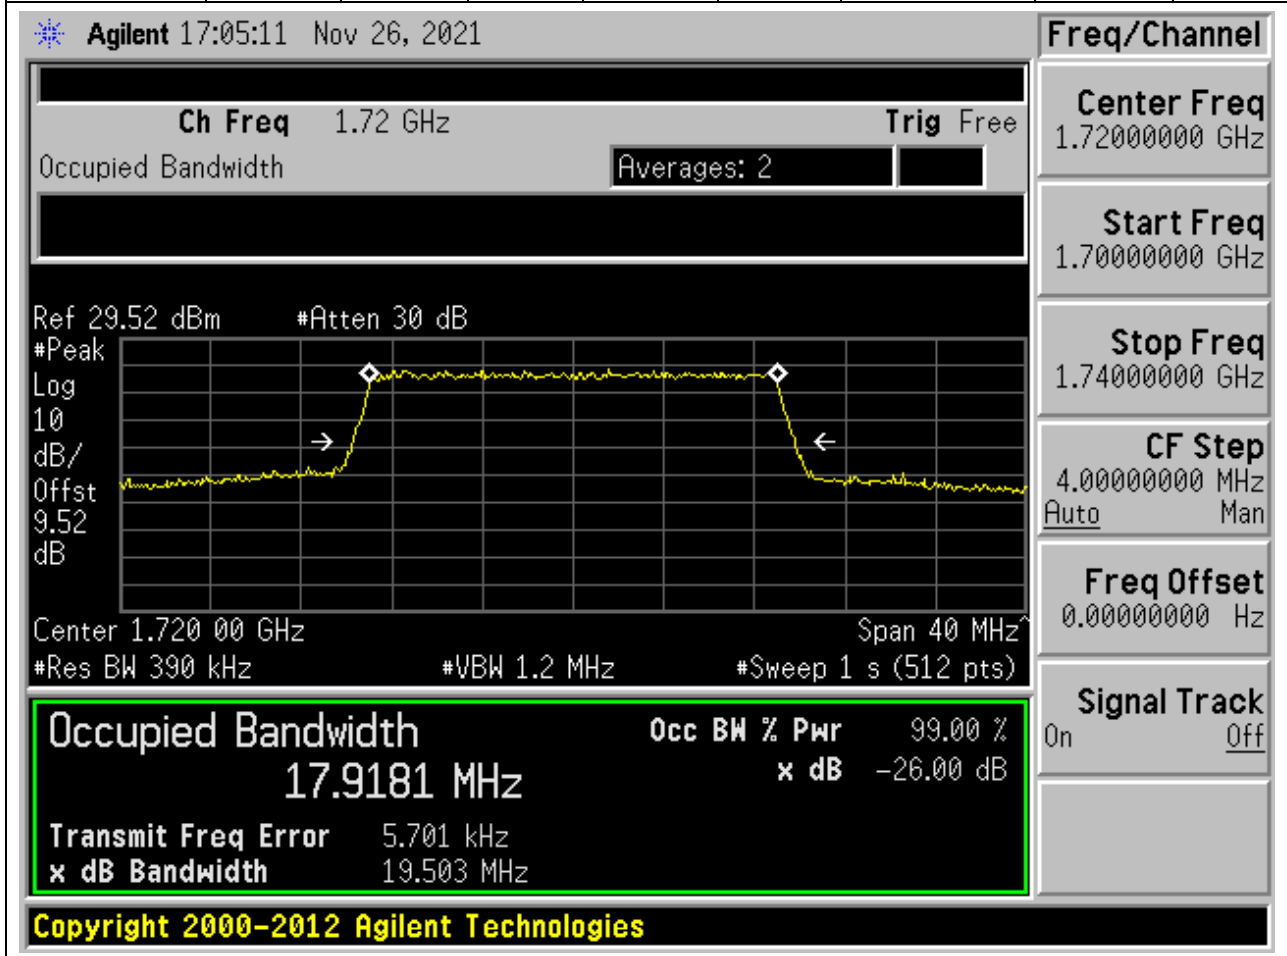 Agilent 17:05:11 Nov 26, 2021
Freq/Channel
Ch Freq 1.72 GHz Trig Free
Occupied Bandwidth Averages: 2
Center Freq
1.72000000 GHz
Start Freq
1.70000000 GHz
Stop Freq
1.74000000 GHz
CF Step
4.00000000 MHz
Auto Man
Freq Offset
0.00000000 Hz
Signal Track
On Off
Ref 29.52 dBm #Atten 30 dB
#Peak
Log
10
dB/
Offst
9.52
dB
Center 1.720 00 GHz Span 40 MHz^
#Res BW 390 kHz #VBW 1.2 MHz #Sweep 1 s (512 pts)
Occupied Bandwidth Occ BW % Pwr 99.00 %
17.9181 MHz x dB -26.00 dB
Transmit Freq Error 5.701 kHz
x dB Bandwidth 19.503 MHz
Copyright 2000-2012 Agilent Technologies